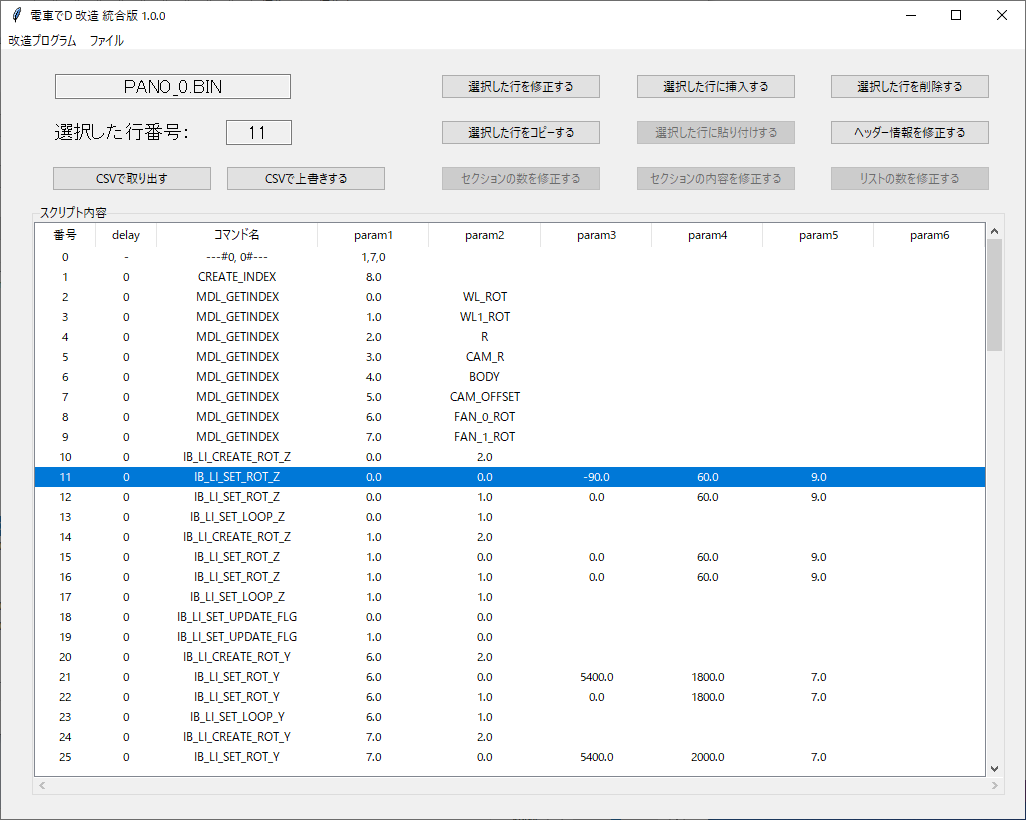 電車でD 改造 統合版 1.0.0
改造プログラム ファイル
PANO_0.BIN 選択した行を修正する 選択した行に挿入する 選択した行を削除する
選択した行番号: 11 選択した行をコピーする 選択した行に貼り付けする ヘッダー情報を修正する
CSVで取り出す CSVで上書きする セクションの数を修正する セクションの内容を修正する リストの数を修正する
スクリプト内容
番号 delay コマンド名 param1 param2 param3 param4 param5 param6
0 - ---#0, 0#--- 1,7,0
1 0 CREATE_INDEX 8.0
2 0 MDL_GETINDEX 0.0 WL_ROT
3 0 MDL_GETINDEX 1.0 WL1_ROT
4 0 MDL_GETINDEX 2.0 R
5 0 MDL_GETINDEX 3.0 CAM_R
6 0 MDL_GETINDEX 4.0 BODY
7 0 MDL_GETINDEX 5.0 CAM_OFFSET
8 0 MDL_GETINDEX 6.0 FAN_0_ROT
9 0 MDL_GETINDEX 7.0 FAN_1_ROT
10 0 IB_LI_CREATE_ROT_Z 0.0 2.0
11 0 IB_LI_SET_ROT_Z 0.0 0.0 -90.0 60.0 9.0
12 0 IB_LI_SET_ROT_Z 0.0 1.0 0.0 60.0 9.0
13 0 IB_LI_SET_LOOP_Z 0.0 1.0
14 0 IB_LI_CREATE_ROT_Z 1.0 2.0
15 0 IB_LI_SET_ROT_Z 1.0 0.0 0.0 60.0 9.0
16 0 IB_LI_SET_ROT_Z 1.0 1.0 0.0 60.0 9.0
17 0 IB_LI_SET_LOOP_Z 1.0 1.0
18 0 IB_LI_SET_UPDATE_FLG 0.0 0.0
19 0 IB_LI_SET_UPDATE_FLG 1.0 0.0
20 0 IB_LI_CREATE_ROT_Y 6.0 2.0
21 0 IB_LI_SET_ROT_Y 6.0 0.0 5400.0 1800.0 7.0
22 0 IB_LI_SET_ROT_Y 6.0 1.0 0.0 1800.0 7.0
23 0 IB_LI_SET_LOOP_Y 6.0 1.0
24 0 IB_LI_CREATE_ROT_Y 7.0 2.0
25 0 IB_LI_SET_ROT_Y 7.0 0.0 5400.0 2000.0 7.0